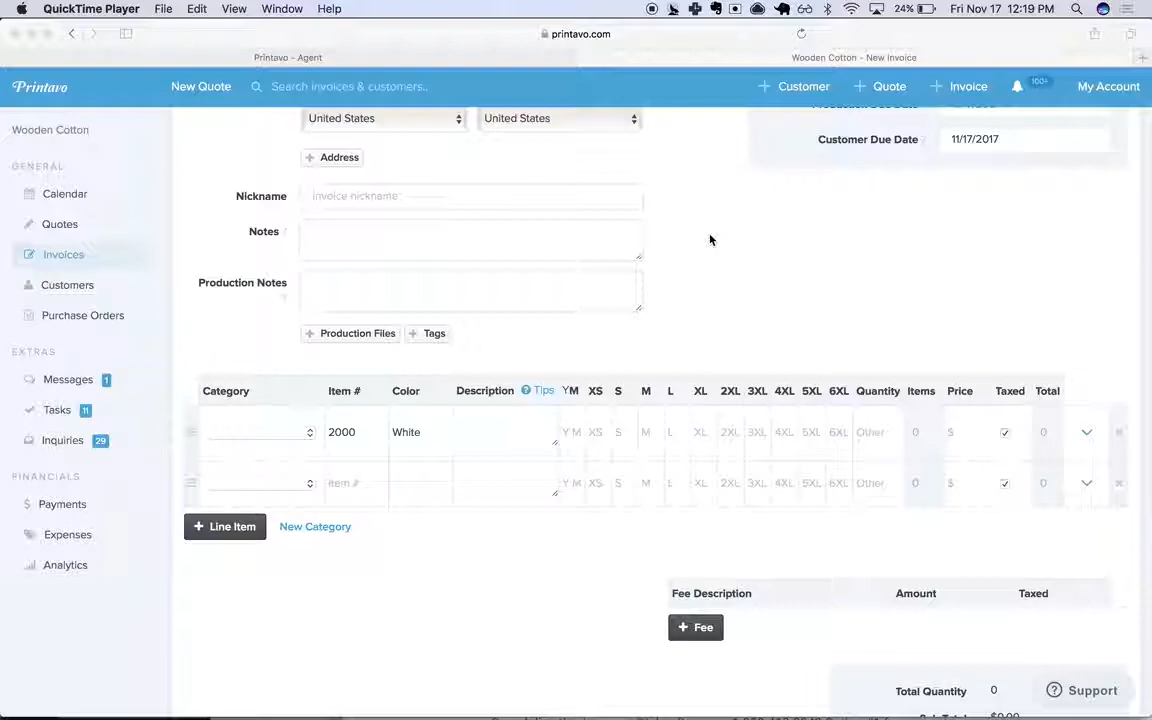 QuickTime Player File Edit View Window Help 24% Fri Nov 17 12:19 PM
printavo.com
Printavo - Agent Wooden Cotton - New Invoice
Printavo New Quote Search invoices & customers.. Customer Quote Invoice 100+ My Account
Wooden Cotton
GENERAL
Calendar
Quotes
Invoices
Customers
Purchase Orders
EXTRAS
Messages 1
Tasks 11
Inquiries 29
FINANCIALS
$ Payments
Expenses
Analytics
United States United States
Customer Due Date 11/17/2017
+ Address
Nickname Invoice nickname
Notes
Production Notes
+ Production Files + Tags
Category Item # Color Description Tips YM XS S M L XL 2XL 3XL 4XL 5XL 6XL Quantity Items Price Taxed Total
2000 White YM XS S M L XL 2XL 3XL 4XL 5XL 6XL Other 0 $ 0
Item # YM XS S M L XL 2XL 3XL 4XL 5XL 6XL Other 0 $ 0
+ Line Item New Category
Fee Description Amount Taxed
+ Fee
Total Quantity 0
Support